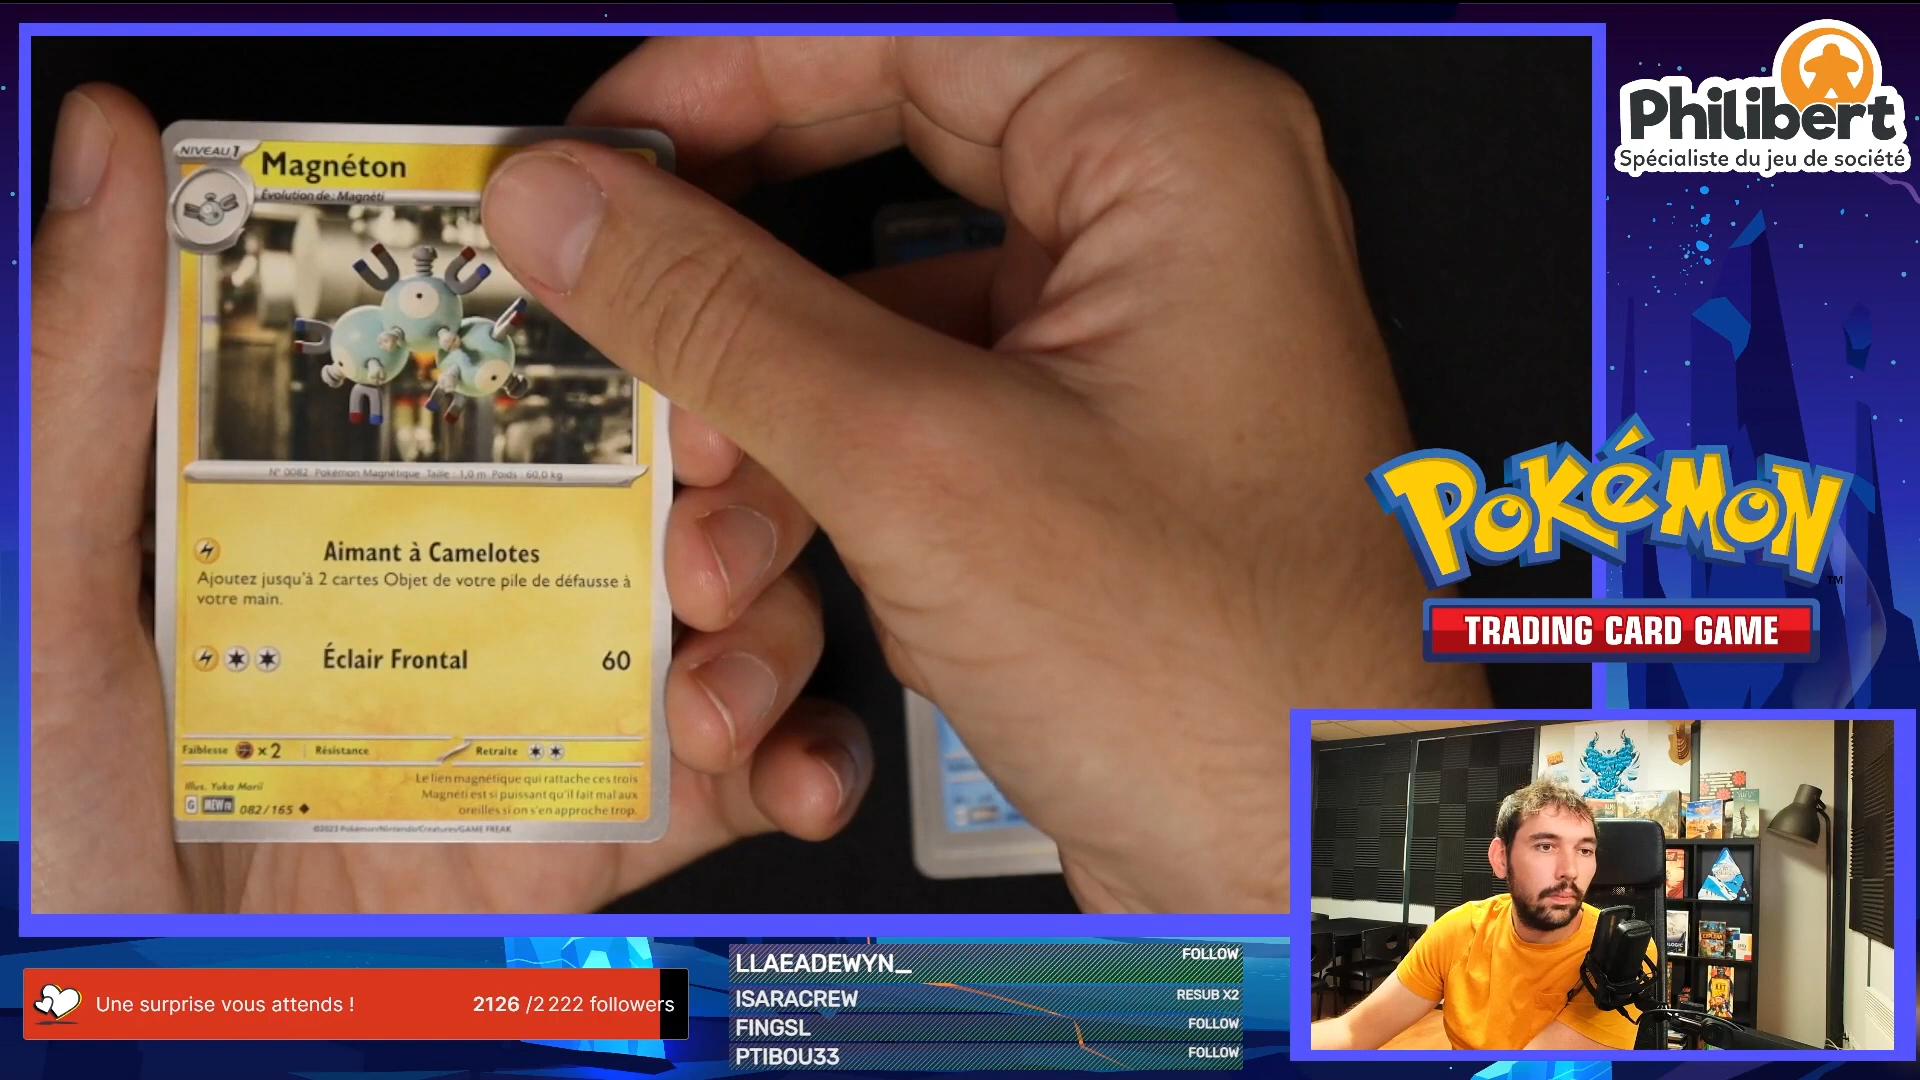 NIVEAU 1
Magnéton
Évolution de : Magnéti
N° 0082 Pokémon Magnétique Taille : 1,0 m Poids : 60,0 kg
Aimant à Camelotes
Ajoutez jusqu'à 2 cartes Objet de votre pile de défausse à
votre main.
Éclair Frontal 60
Faiblesse ×2 Résistance Retraite
Le lien magnétique qui rattache ces trois
Magnéti est si puissant qu'il fait mal aux
oreilles si on s'en approche trop.
Illus. Yuka Morii
G MEW FR 082/165
©2023 Pokémon/Nintendo/Creatures/GAME FREAK
Philibert
Spécialiste du jeu de société
POKéMON
TM
TRADING CARD GAME
Une surprise vous attends ! 2126 /2 222 followers
LLAEADEWYN_ FOLLOW
ISARACREW RESUB X2
FINGSL FOLLOW
PTIBOU33 FOLLOW